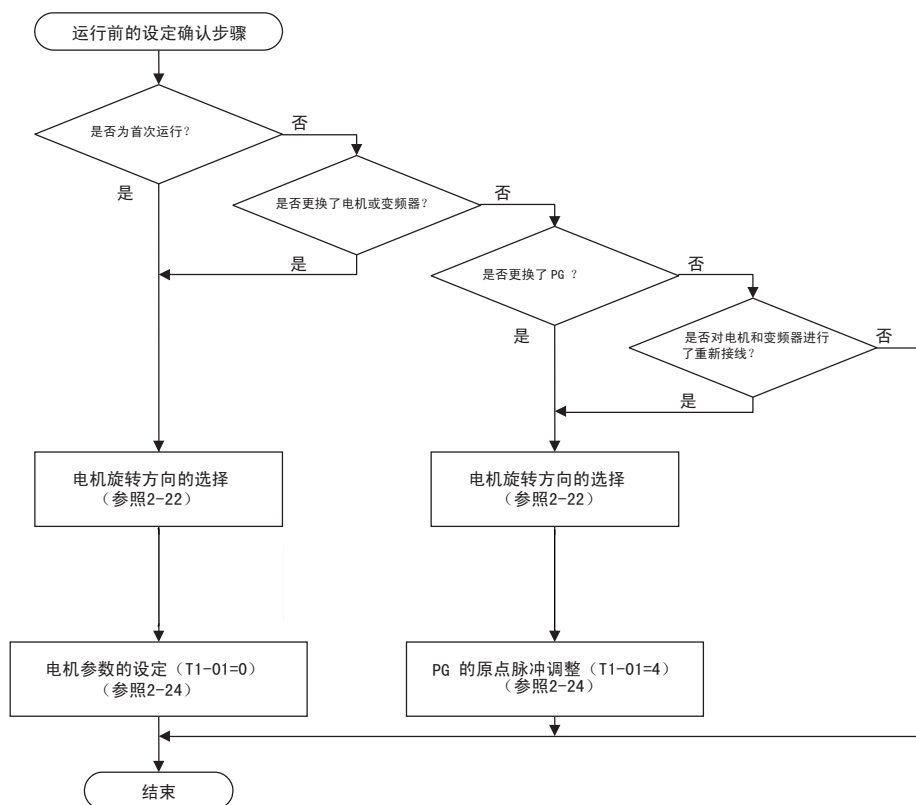 运行前的设定确认步骤
是否为首次运行？
否
是
是否更换了电机或变频器？
否
是
是否更换了 PG ？
否
是
是否对电机和变频器进行
了重新接线？
否
是
电机旋转方向的选择
（参照2-22）
电机旋转方向的选择
（参照2-22）
电机参数的设定（T1-01=0）
（参照2-24）
PG 的原点脉冲调整（T1-01=4）
（参照2-24）
结束